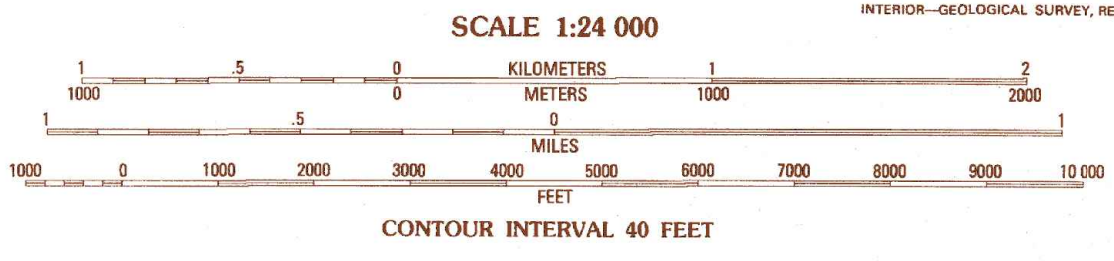 INTERIOR—GEOLOGICAL SURVEY, RE
SCALE 1:24 000
1 .5 0 KILOMETERS 1 2
1000 0 METERS 1000 2000
1 .5 0 1
MILES
1000 0 1000 2000 3000 4000 5000 6000 7000 8000 9000 10 000
FEET
CONTOUR INTERVAL 40 FEET